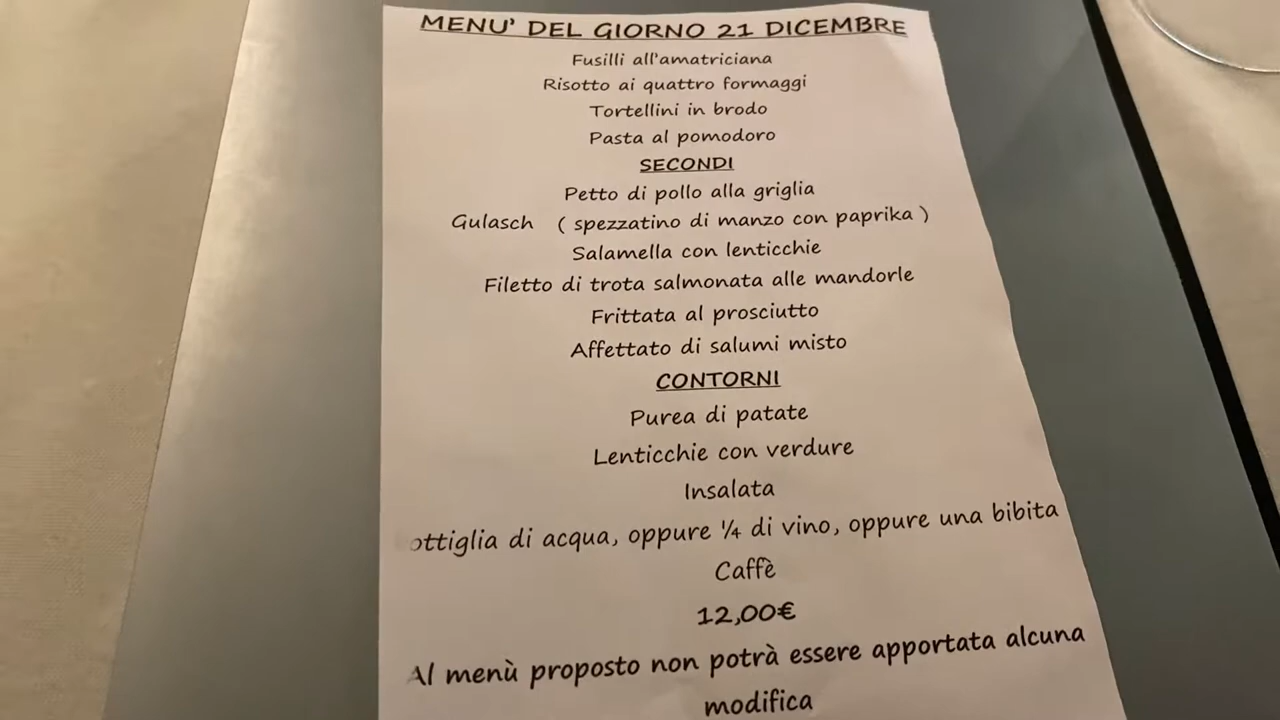 MENU' DEL GIORNO 21 DICEMBRE
Fusilli all'amatriciana
Risotto ai quattro formaggi
Tortellini in brodo
Pasta al pomodoro
SECONDI
Petto di pollo alla griglia
Gulasch ( spezzatino di manzo con paprika )
Salamella con lenticchie
Filetto di trota salmonata alle mandorle
Frittata al prosciutto
Affettato di salumi misto
CONTORNI
Purea di patate
Lenticchie con verdure
Insalata
ottiglia di acqua, oppure ¼ di vino, oppure una bibita
Caffè
12,00€
Al menù proposto non potrà essere apportata alcuna
modifica